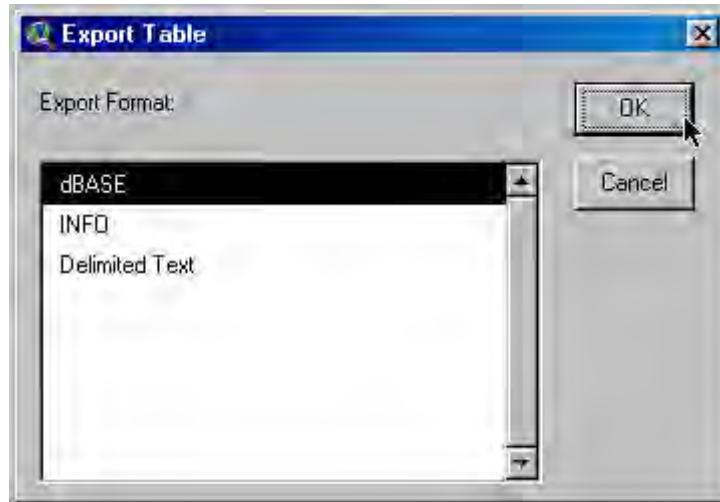 Export Table
Export Format:
OK
dBASE
Cancel
INFO
Delimited Text